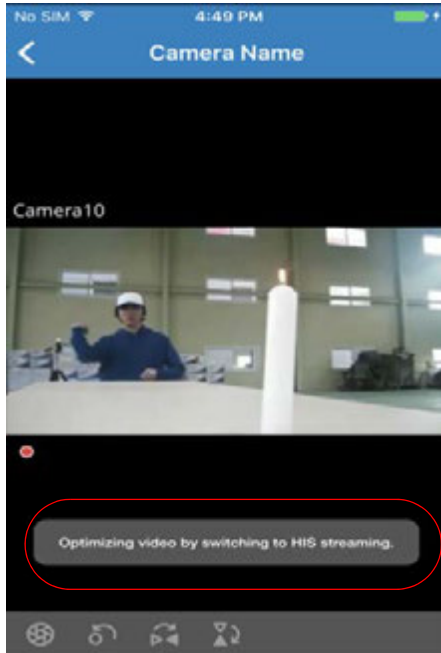 No SIM 4:49 PM
Camera Name
Camera10
Optimizing video by switching to HIS streaming.